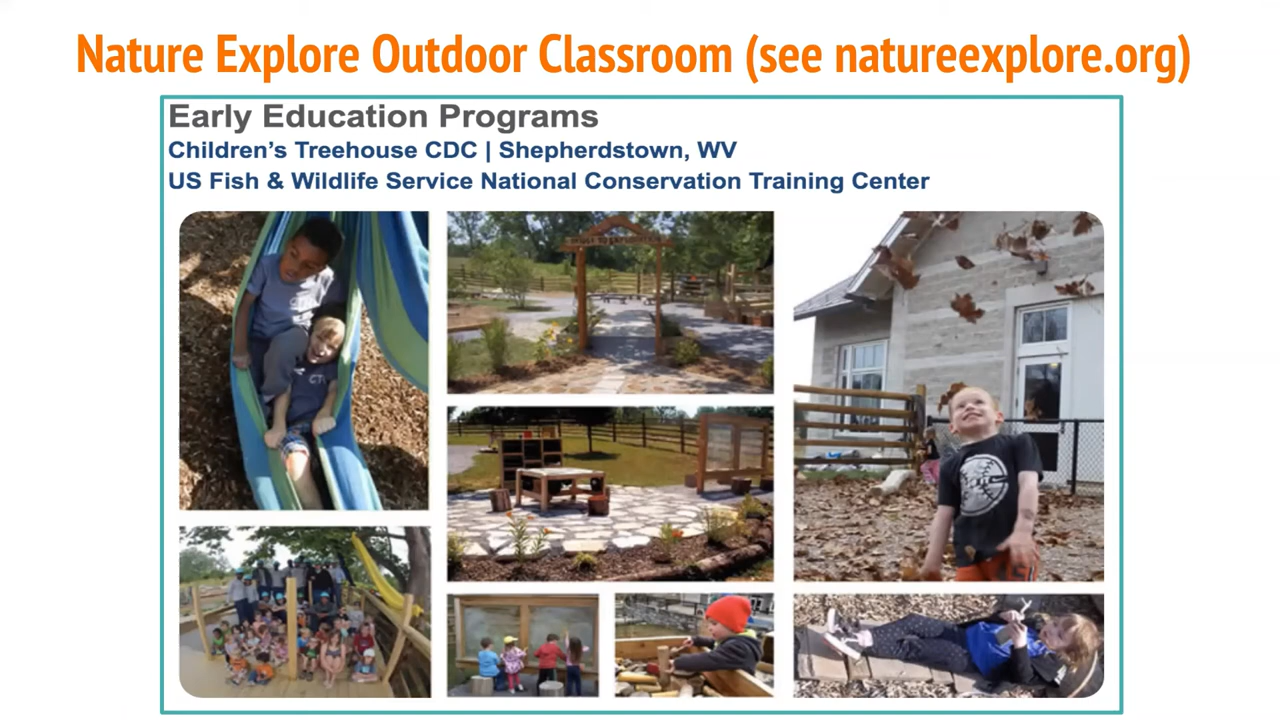 Nature Explore Outdoor Classroom (see natureexplore.org)
Early Education Programs
Children's Treehouse CDC | Shepherdstown, WV
US Fish & Wildlife Service National Conservation Training Center